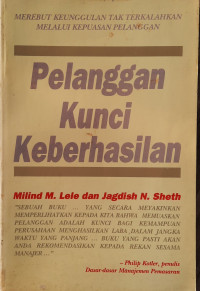 MEREBUT KEUNGGULAN TAK TERKALAHKAN
MELALUI KEPUASAN PELANGGAN
Pelanggan
Kunci
Keberhasilan
Milind M. Lele dan Jagdish N. Sheth
"SEBUAH BUKU ... YANG SECARA MEYAKINKAN
MEMPERLIHATKAN KEPADA KITA BAHWA MEMUASKAN
PELANGGAN ADALAH KUNCI BAGI KEMAMPUAN
PERUSAHAAN MENGHASILKAN LABA DALAM JANGKA
WAKTU YANG PANJANG ... BUKU YANG PASTI AKAN
ANDA REKOMENDASIKAN KEPADA REKAN SESAMA
MANAJER ..."
– Philip Kotler, penulis
Dasar-dasar Manajemen Pemasaran